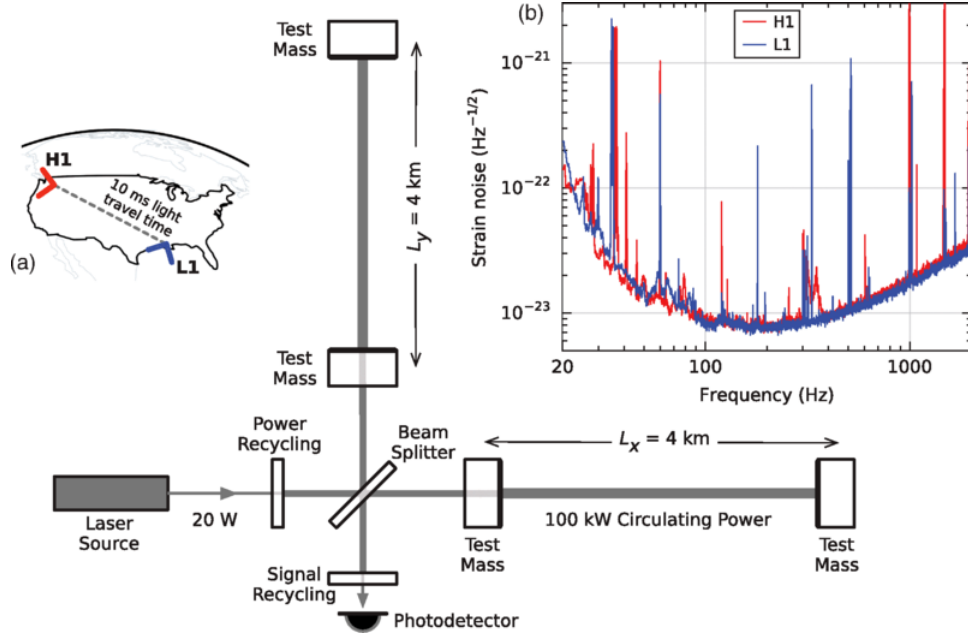 Test
Mass
L_y = 4 km
H1
10 ms light
travel time
L1
(a)
(b)
H1
L1
Strain noise (Hz^{-1/2})
10^{-21}
10^{-22}
10^{-23}
20
100
1000
Frequency (Hz)
Test
Mass
Power
Recycling
Beam
Splitter
L_x = 4 km
Laser
Source
20 W
100 kW Circulating Power
Test
Mass
Test
Mass
Signal
Recycling
Photodetector